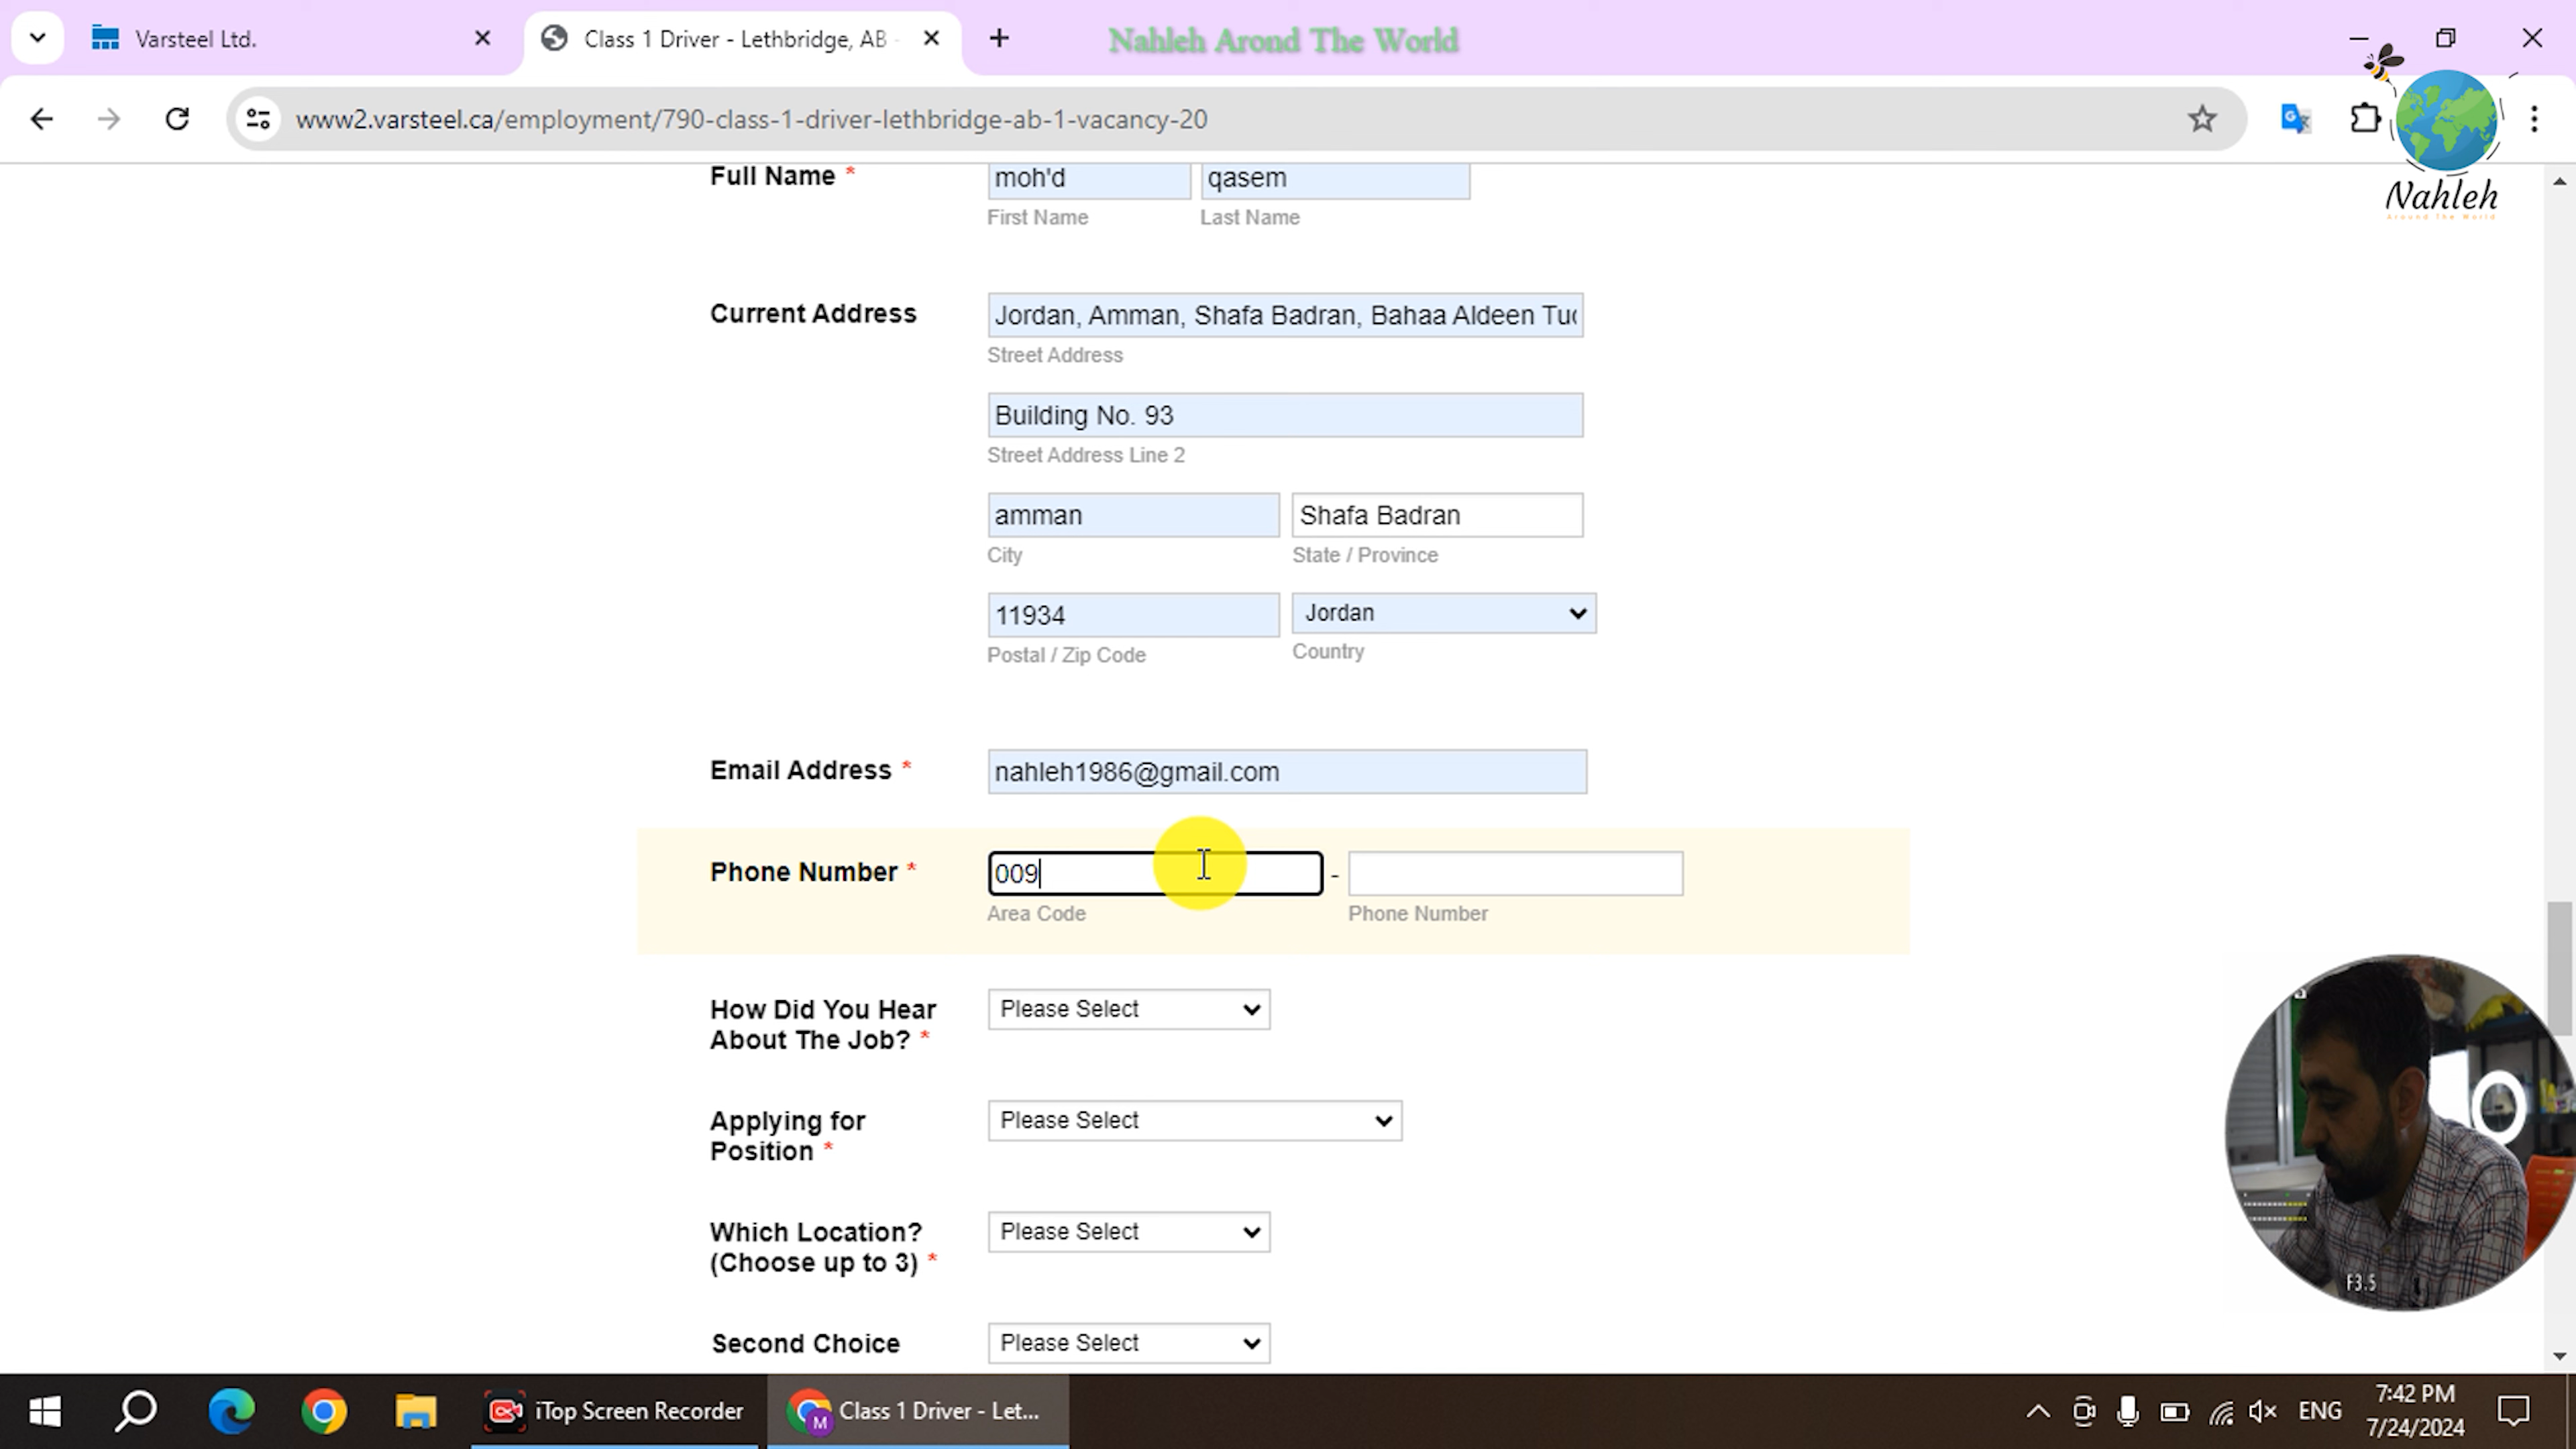 Varsteel Ltd.
Class 1 Driver - Lethbridge, AB -
Nahleh Arond The World
www2.varsteel.ca/employment/790-class-1-driver-lethbridge-ab-1-vacancy-20
Nahleh
Around The World
Full Name * moh'd qasem
First Name Last Name
Current Address Jordan, Amman, Shafa Badran, Bahaa Aldeen Tuq
Street Address
Building No. 93
Street Address Line 2
amman Shafa Badran
City State / Province
11934 Jordan
Postal / Zip Code Country
Email Address * nahleh1986@gmail.com
Phone Number * 009 -
Area Code Phone Number
How Did You Hear
About The Job? * Please Select
Applying for
Position * Please Select
Which Location?
(Choose up to 3) * Please Select
Second Choice Please Select
F3.5
iTop Screen Recorder
M
Class 1 Driver - Let...
ENG
7:42 PM
7/24/2024